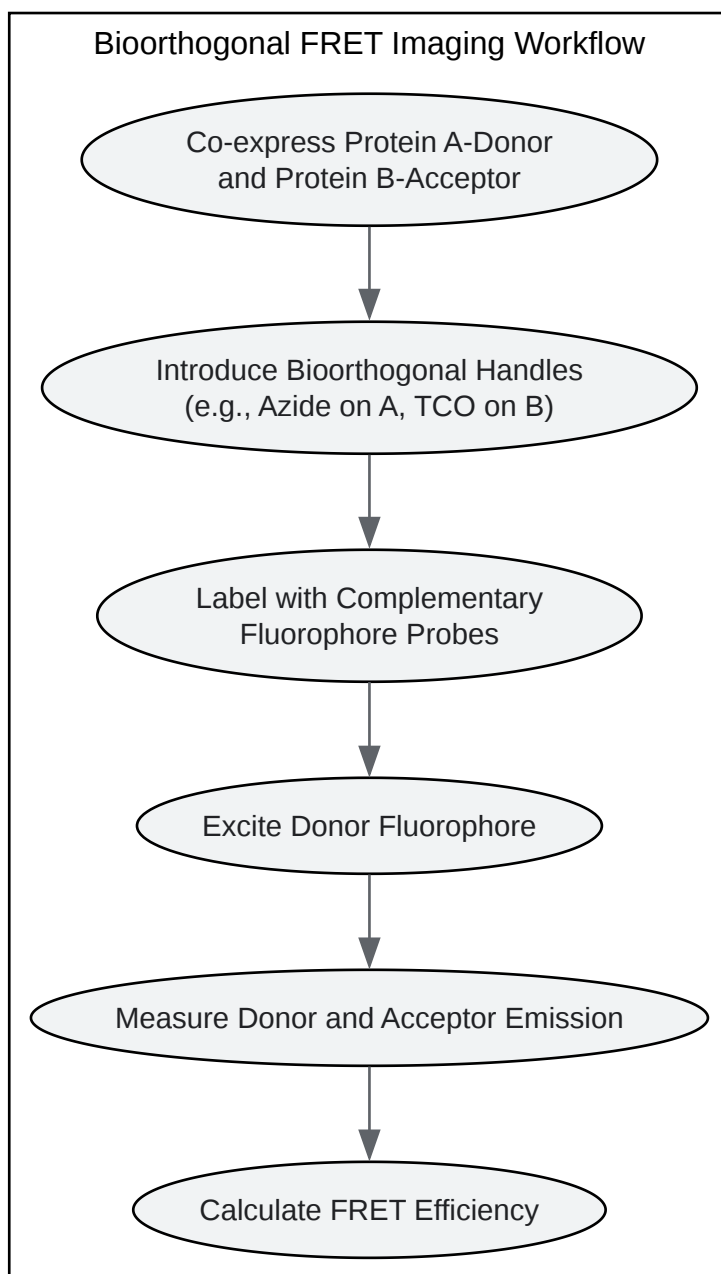 Bioorthogonal FRET Imaging Workflow
Co-express Protein A-Donor
and Protein B-Acceptor
Introduce Bioorthogonal Handles
(e.g., Azide on A, TCO on B)
Label with Complementary
Fluorophore Probes
Excite Donor Fluorophore
Measure Donor and Acceptor Emission
Calculate FRET Efficiency